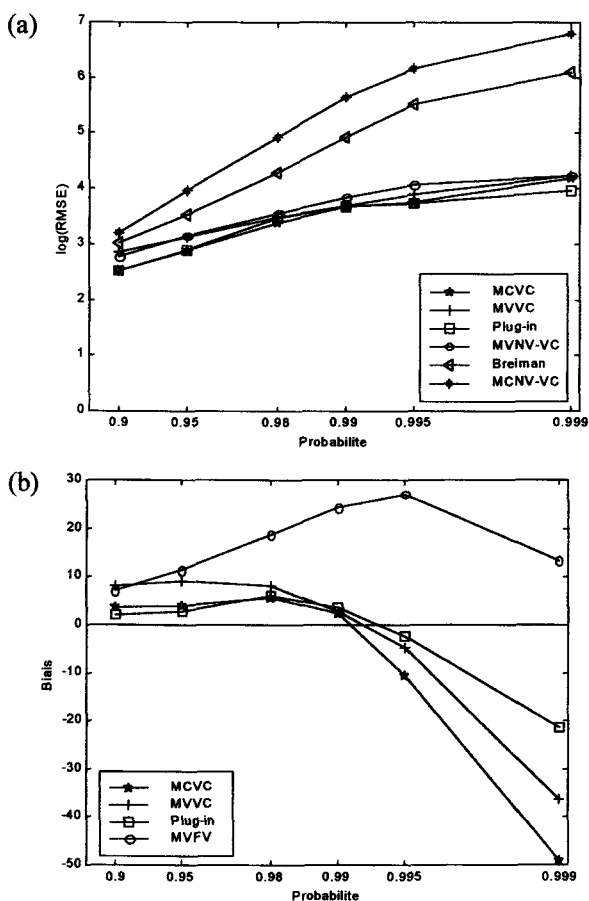 (a)
7
6
5
4
3
2
1
0
log(RMSE)
0.9 0.95 0.98 0.99 0.995 0.999
Probabilite
MCVC
MVVC
Plug-in
MVNV-VC
Breiman
MCNV-VC
(b)
30
20
10
0
-10
-20
-30
-40
-50
Biais
0.9 0.95 0.98 0.99 0.995 0.999
Probabilite
MCVC
MVVC
Plug-in
MVFV